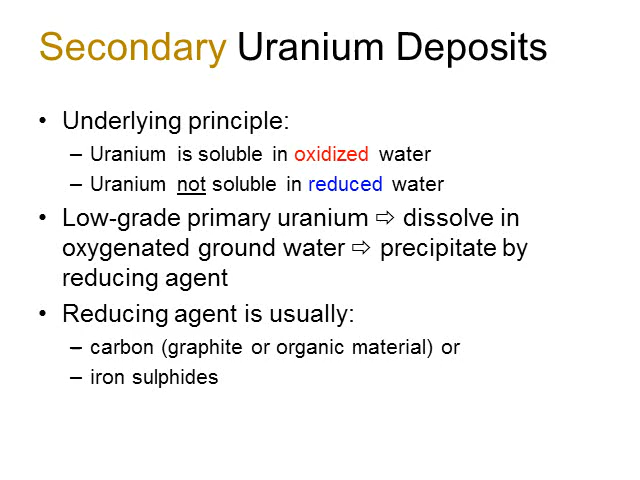 Secondary Uranium Deposits
• Underlying principle:
– Uranium is soluble in oxidized water
– Uranium not soluble in reduced water
• Low-grade primary uranium ⇨ dissolve in
oxygenated ground water ⇨ precipitate by
reducing agent
• Reducing agent is usually:
– carbon (graphite or organic material) or
– iron sulphides